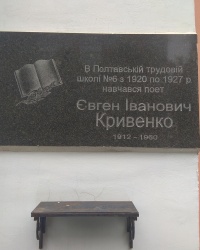 В Полтавській трудовій
школі №6 з 1920 по 1927 р
навчався поет
Євген Іванович
Кривенко
1912 - 1960